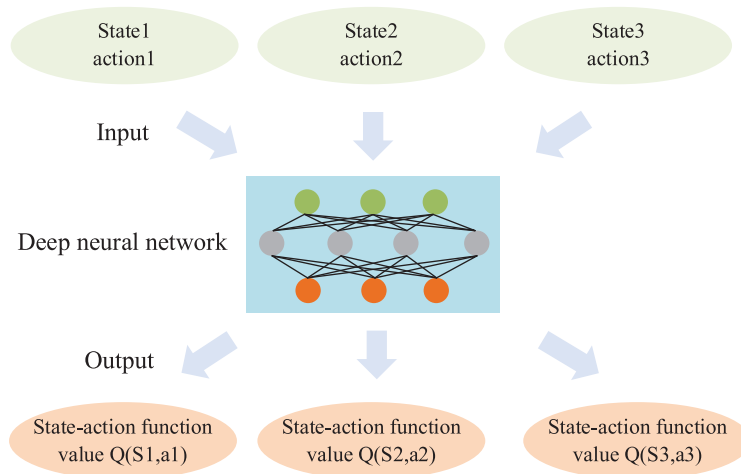 State1
action1
State2
action2
State3
action3
Input
Deep neural network
Output
State-action function
value Q(S1,a1)
State-action function
value Q(S2,a2)
State-action function
value Q(S3,a3)